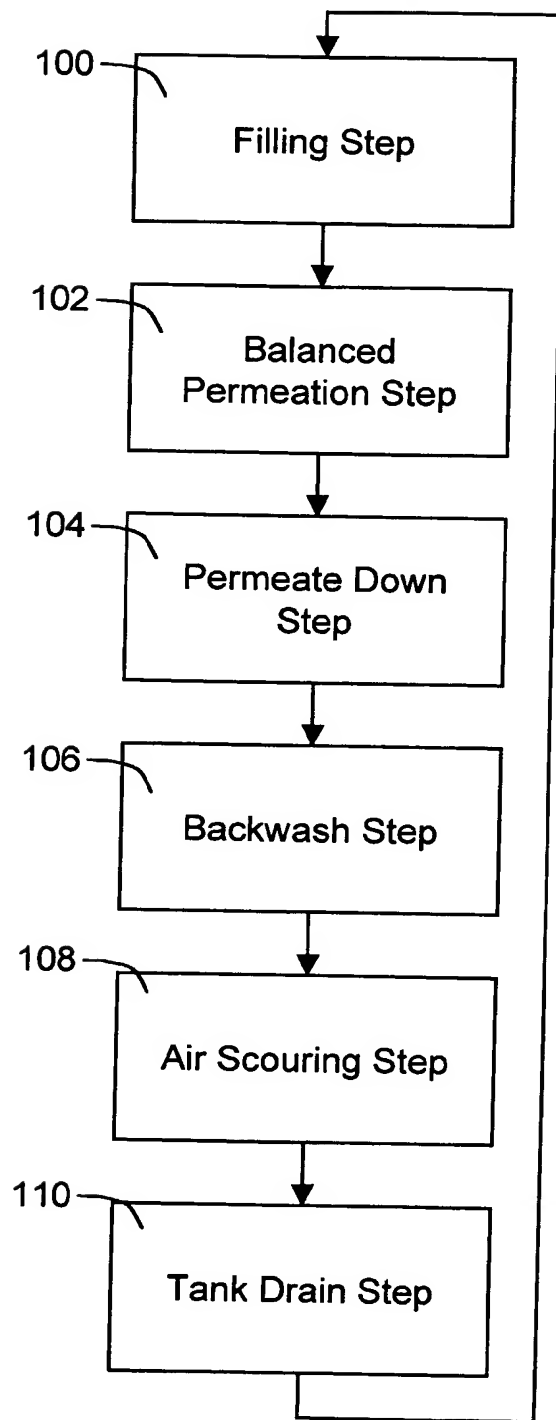 100
Filling Step
102
Balanced
Permeation Step
104
Permeate Down
Step
106
Backwash Step
108
Air Scouring Step
110
Tank Drain Step